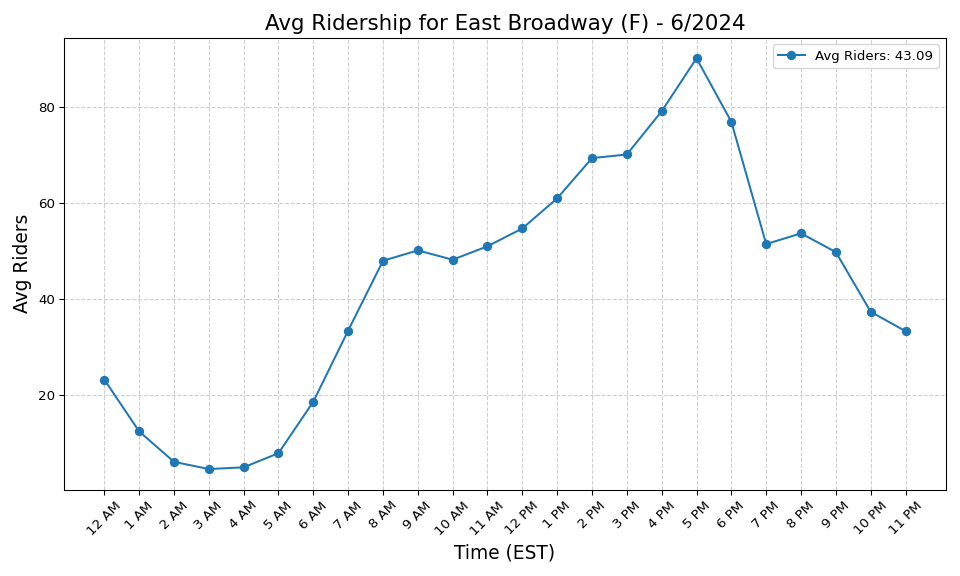 Avg Ridership for East Broadway (F) - 6/2024
Avg Riders: 43.09
Avg Riders
80
60
40
20
12 AM
1 AM
2 AM
3 AM
4 AM
5 AM
6 AM
7 AM
8 AM
9 AM
10 AM
11 AM
12 PM
1 PM
2 PM
3 PM
4 PM
5 PM
6 PM
7 PM
8 PM
9 PM
10 PM
11 PM
Time (EST)